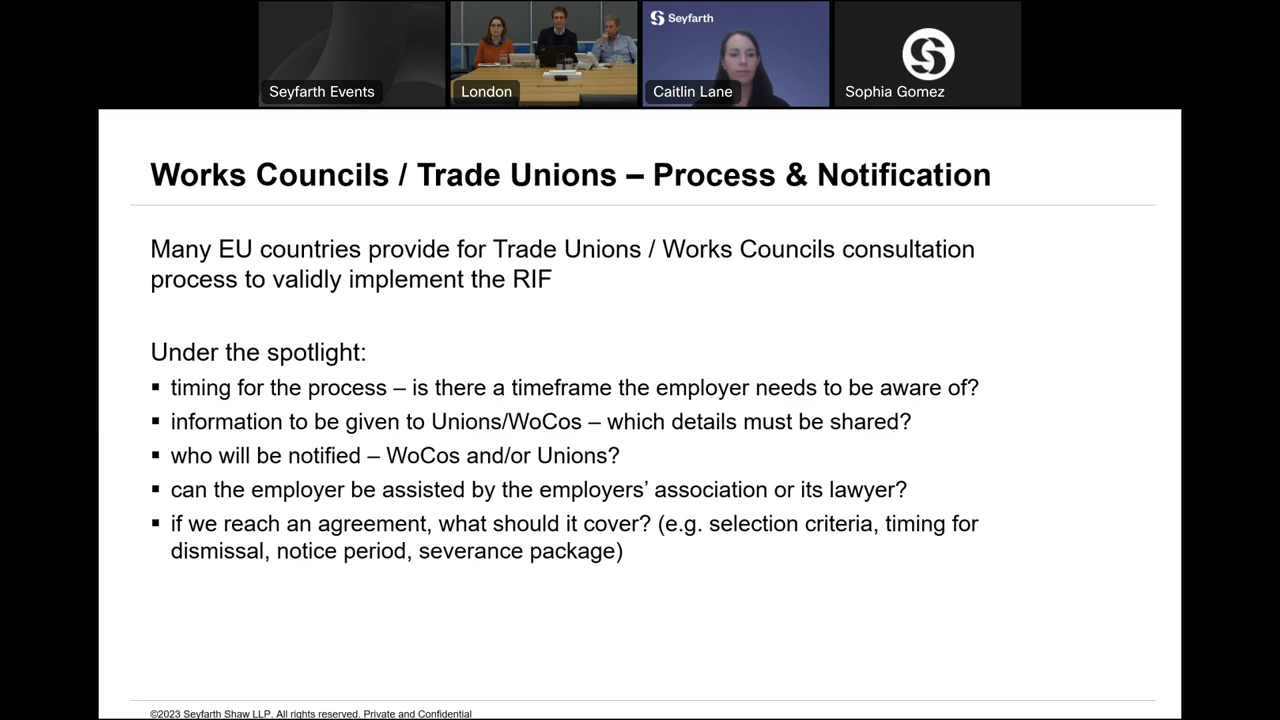 Seyfarth
Seyfarth Events
London
Caitlin Lane
Sophia Gomez
Works Councils / Trade Unions – Process & Notification
Many EU countries provide for Trade Unions / Works Councils consultation
process to validly implement the RIF
Under the spotlight:
▪ timing for the process – is there a timeframe the employer needs to be aware of?
▪ information to be given to Unions/WoCos – which details must be shared?
▪ who will be notified – WoCos and/or Unions?
▪ can the employer be assisted by the employers’ association or its lawyer?
▪ if we reach an agreement, what should it cover? (e.g. selection criteria, timing for
dismissal, notice period, severance package)
©2023 Seyfarth Shaw LLP. All rights reserved. Private and Confidential